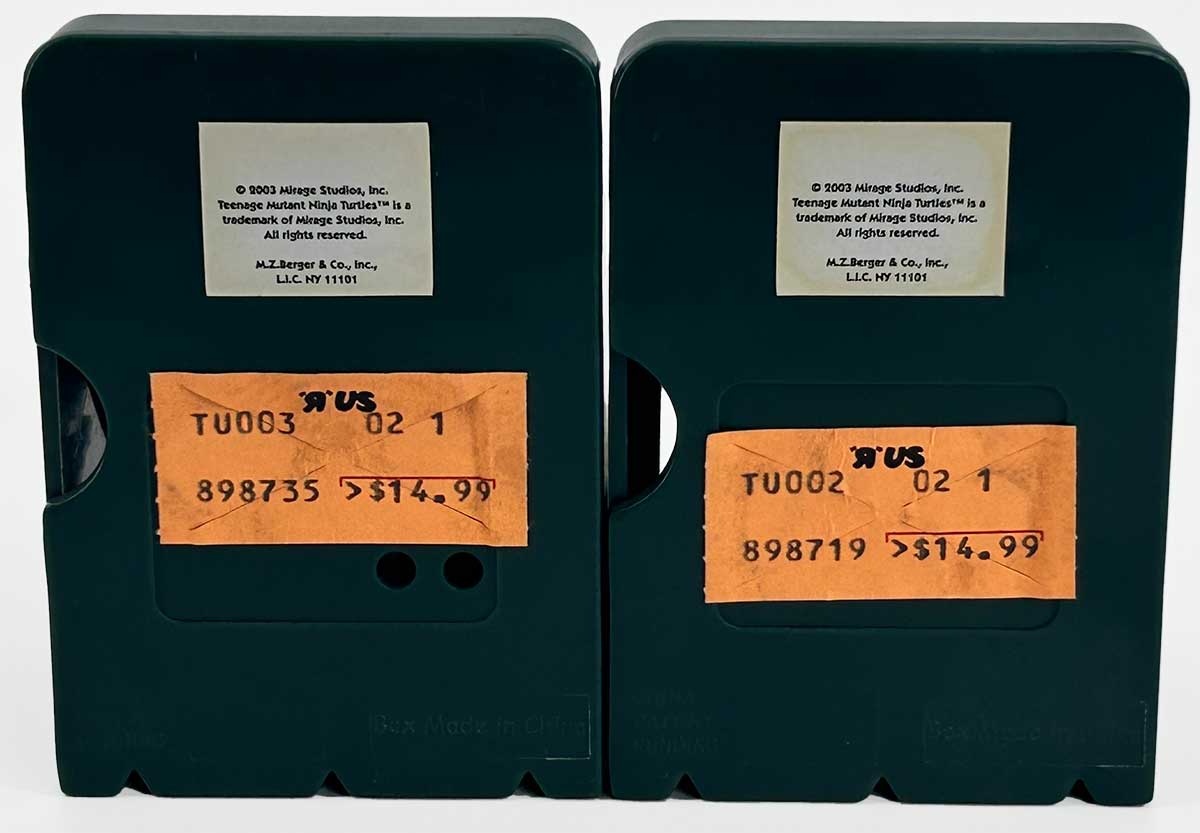 © 2003 Mirage Studios, Inc.
Teenage Mutant Ninja Turtles™ is a
trademark of Mirage Studios, Inc.
All rights reserved.
M.Z.Berger & Co., Inc.,
L.I.C. NY 11101
"R"US
TU003 02 1
898735 >$14.99
Box Made in China
© 2003 Mirage Studios, Inc.
Teenage Mutant Ninja Turtles™ is a
trademark of Mirage Studios, Inc.
All rights reserved.
M.Z.Berger & Co., Inc.,
L.I.C. NY 11101
"R"US
TU002 02 1
898719 >$14.99
CHINA
PATENT
PENDING
Box Made in